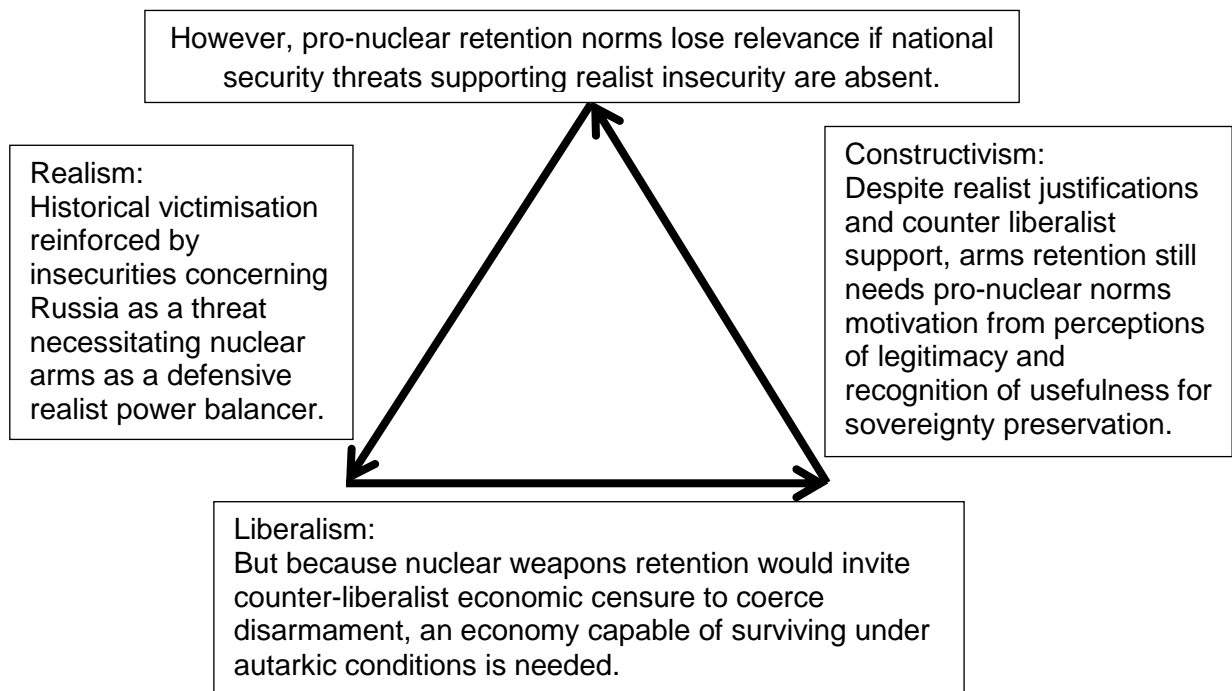 However, pro-nuclear retention norms lose relevance if national
security threats supporting realist insecurity are absent.
Realism:
Historical victimisation
reinforced by
insecurities concerning
Russia as a threat
necessitating nuclear
arms as a defensive
realist power balancer.
Constructivism:
Despite realist justifications
and counter liberalist
support, arms retention still
needs pro-nuclear norms
motivation from perceptions
of legitimacy and
recognition of usefulness for
sovereignty preservation.
Liberalism:
But because nuclear weapons retention would invite
counter-liberalist economic censure to coerce
disarmament, an economy capable of surviving under
autarkic conditions is needed.